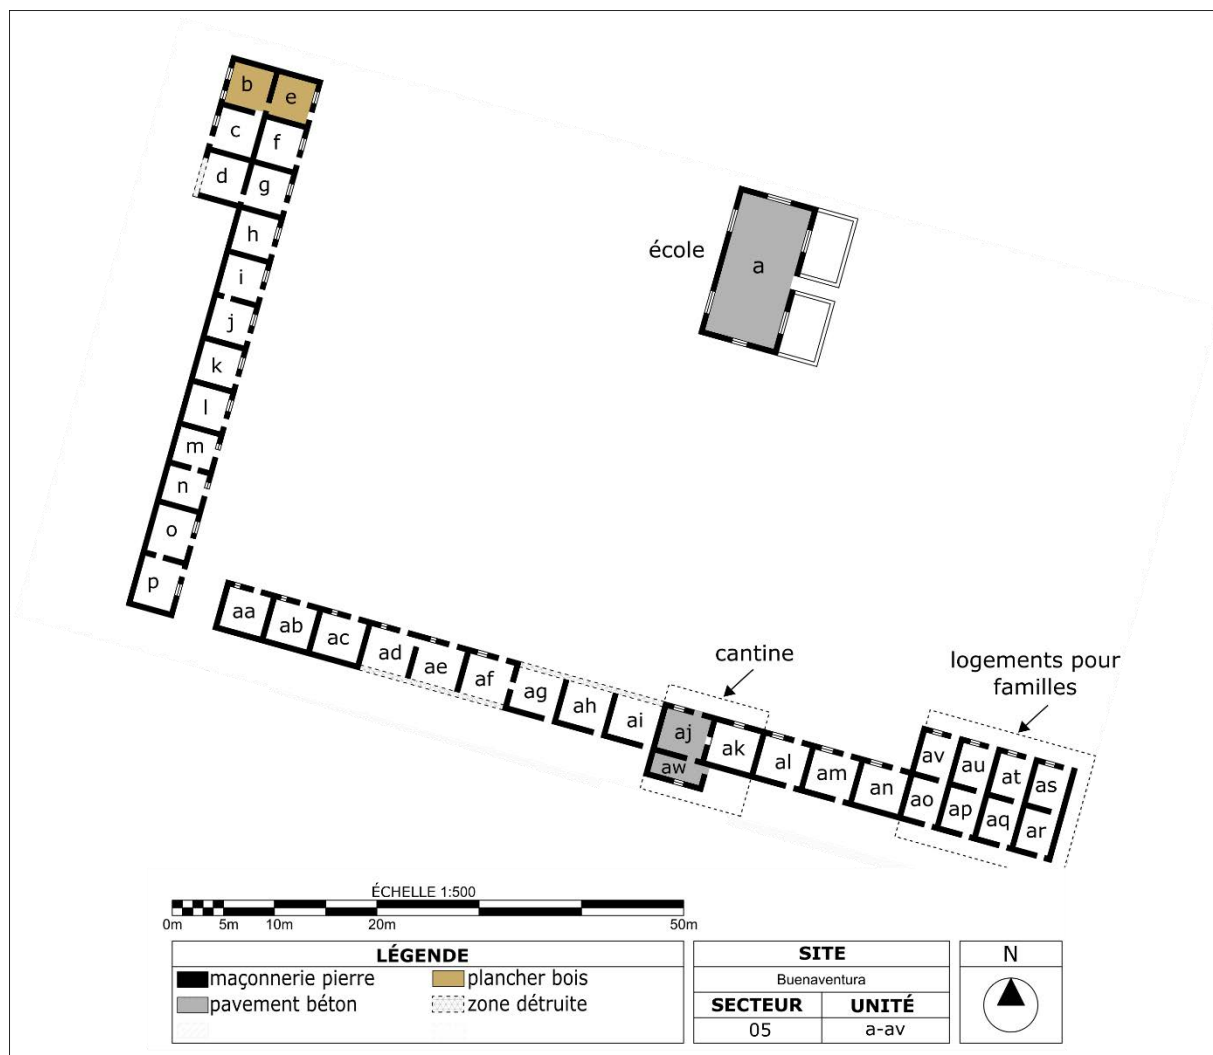 b
e
c
f
d
g
h
école
a
i
j
k
l
m
n
o
p
aa
ab
ac
ad
ae
af
ag
ah
ai
cantine
logements pour
familles
aj
ak
aw
al
am
an
av
au
at
as
ao
ap
aq
ar
ÉCHELLE 1:500
0m 5m 10m 20m 50m
LÉGENDE
maçonnerie pierre
plancher bois
pavement béton
zone détruite
SITE
Buenaventura
SECTEUR UNITÉ
05 a-av
N